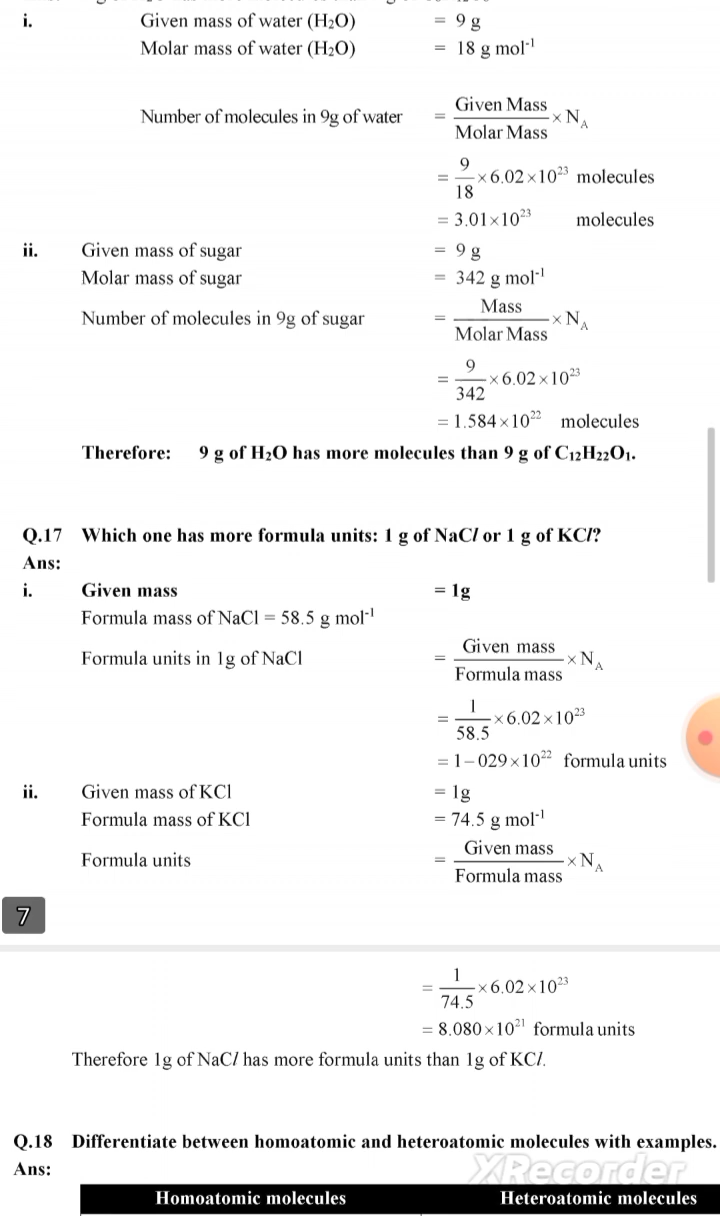 i. Given mass of water (H₂O) = 9 g
Molar mass of water (H₂O) = 18 g mol⁻¹
Number of molecules in 9g of water = Given Mass / Molar Mass × N_A
= 9/18 × 6.02 × 10²³ molecules
= 3.01×10²³ molecules
ii. Given mass of sugar = 9 g
Molar mass of sugar = 342 g mol⁻¹
Number of molecules in 9g of sugar = Mass / Molar Mass × N_A
= 9/342 × 6.02 × 10²³
= 1.584×10²² molecules
Therefore: 9 g of H₂O has more molecules than 9 g of C₁₂H₂₂O₁.
Q.17 Which one has more formula units: 1 g of NaCl or 1 g of KCl?
Ans:
i. Given mass = 1g
Formula mass of NaCl = 58.5 g mol⁻¹
Formula units in 1g of NaCl = Given mass / Formula mass × N_A
= 1/58.5 × 6.02 × 10²³
= 1−029×10²² formula units
ii. Given mass of KCl = 1g
Formula mass of KCl = 74.5 g mol⁻¹
Formula units = Given mass / Formula mass × N_A
7
= 1/74.5 × 6.02 × 10²³
= 8.080×10²¹ formula units
Therefore 1g of NaCl has more formula units than 1g of KCl.
Q.18 Differentiate between homoatomic and heteroatomic molecules with examples.
Ans:
XRecorder
Homoatomic molecules Heteroatomic molecules